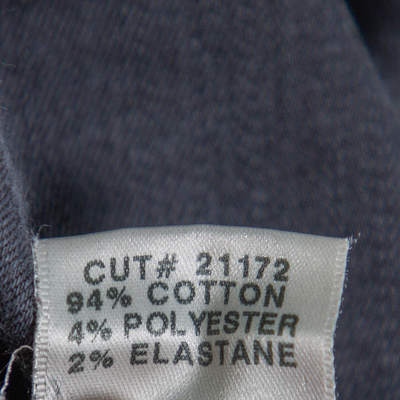 CUT# 21172
94% COTTON
4% POLYESTER
2% ELASTANE